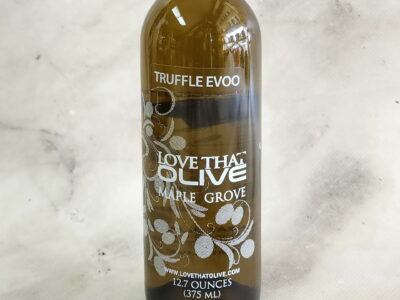 TRUFFLE EVOO
LOVE THAT
OLIVE
MAPLE GROVE
WWW.LOVETHATOLIVE.COM
12.7 OUNCES
(375 ML)